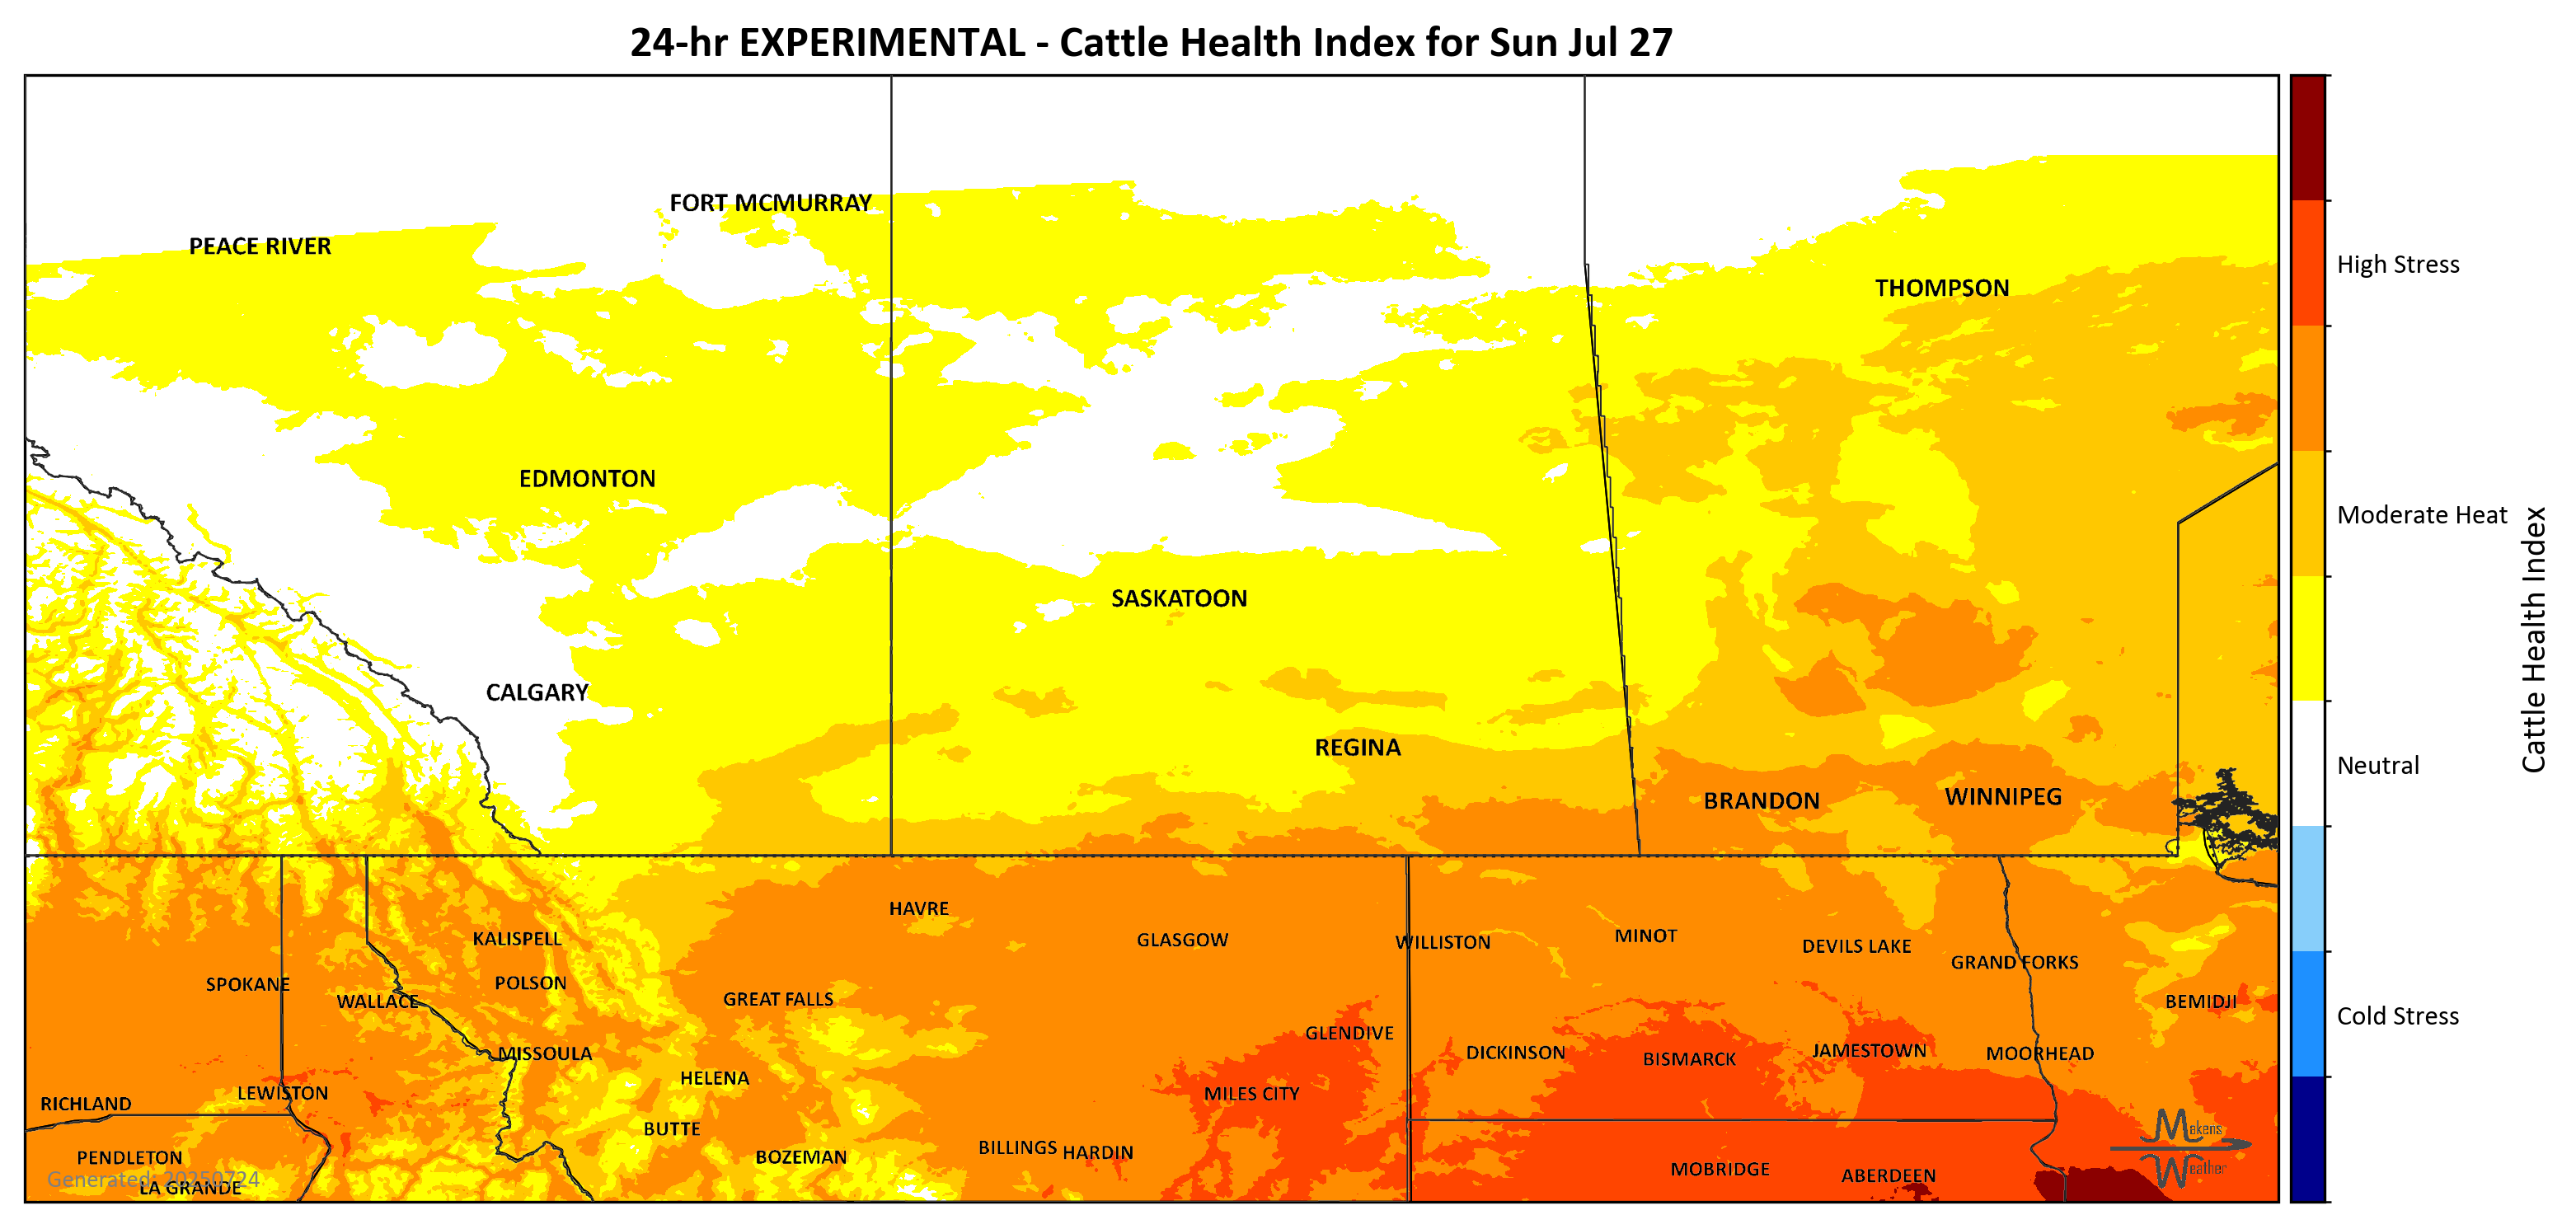 24-hr EXPERIMENTAL - Cattle Health Index for Sun Jul 27
FORT MCMURRAY
PEACE RIVER
THOMPSON
High Stress
EDMONTON
Moderate Heat
SASKATOON
CALGARY
REGINA
Neutral
BRANDON
WINNIPEG
Cattle Health Index
HAVRE
KALISPELL
GLASGOW
WILLISTON
MINOT
DEVILS LAKE
GRAND FORKS
SPOKANE
POLSON
WALLACE
GREAT FALLS
BEMIDJI
Cold Stress
GLENDIVE
MISSOULA
DICKINSON
BISMARCK
JAMESTOWN
MOORHEAD
HELENA
LEWISTON
MILES CITY
RICHLAND
BUTTE
Makens
Weather
PENDLETON
BOZEMAN
BILLINGS
HARDIN
MOBRIDGE
ABERDEEN
Generated: 20250724
LA GRANDE